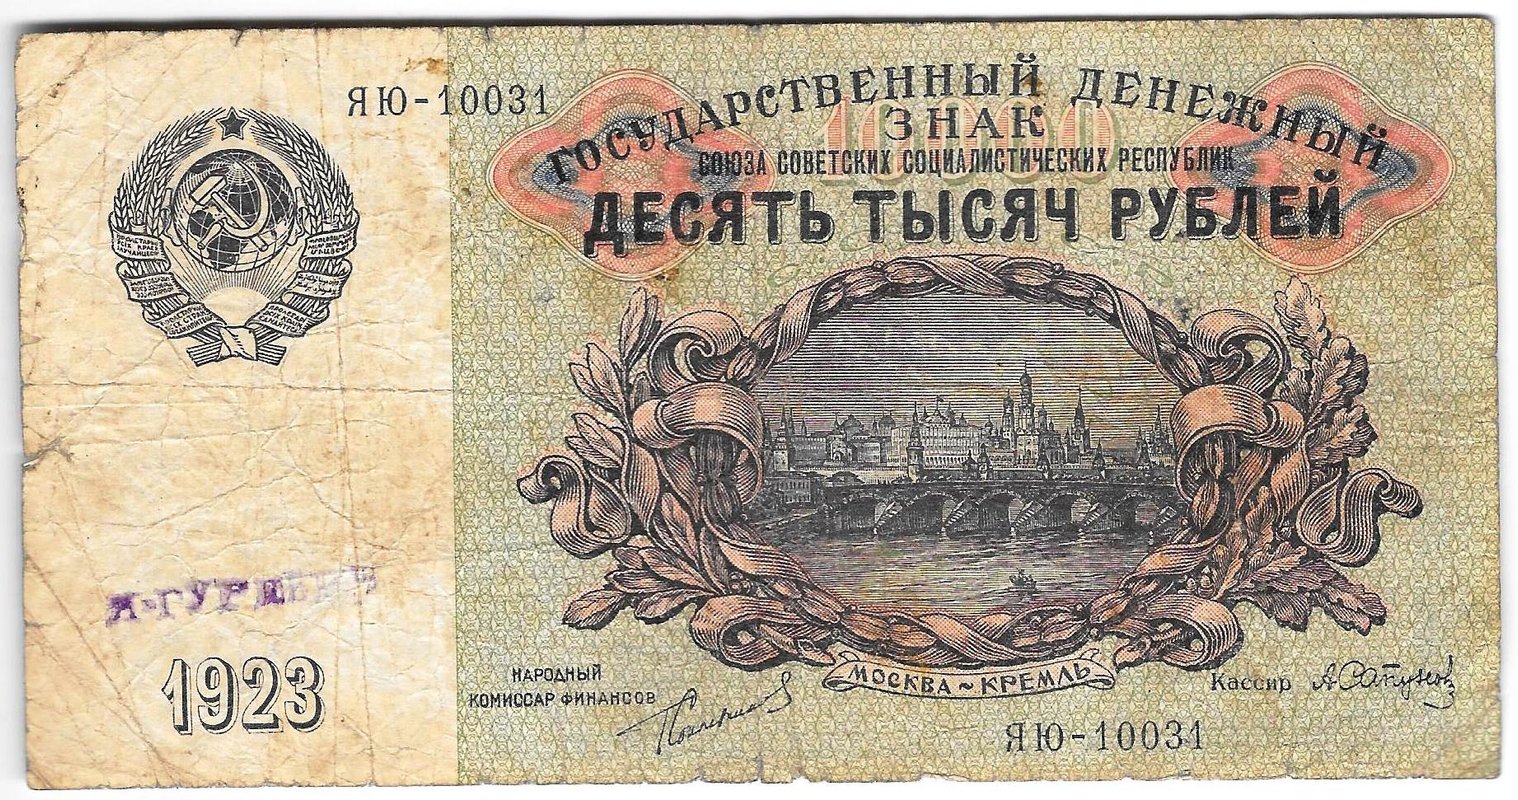 ЯЮ-10031
ГОСУДАРСТВЕННЫЙ ДЕНЕЖНЫЙ
ЗНАК
10000
СОЮЗА СОВЕТСКИХ СОЦИАЛИСТИЧЕСКИХ РЕСПУБЛИК
ДЕСЯТЬ ТЫСЯЧ РУБЛЕЙ
1923
МОСКВА~КРЕМЛЬ
НАРОДНЫЙ
КОМИССАР ФИНАНСОВ
Кассир
ЯЮ-10031